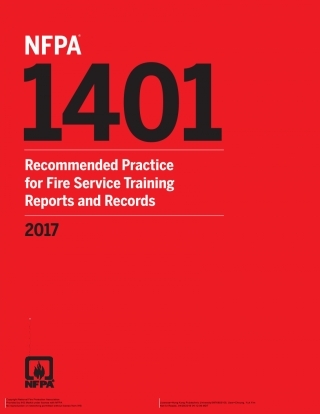 NFPA®
1401
Recommended Practice
for Fire Service Training
Reports and Records
2017
NFPA®